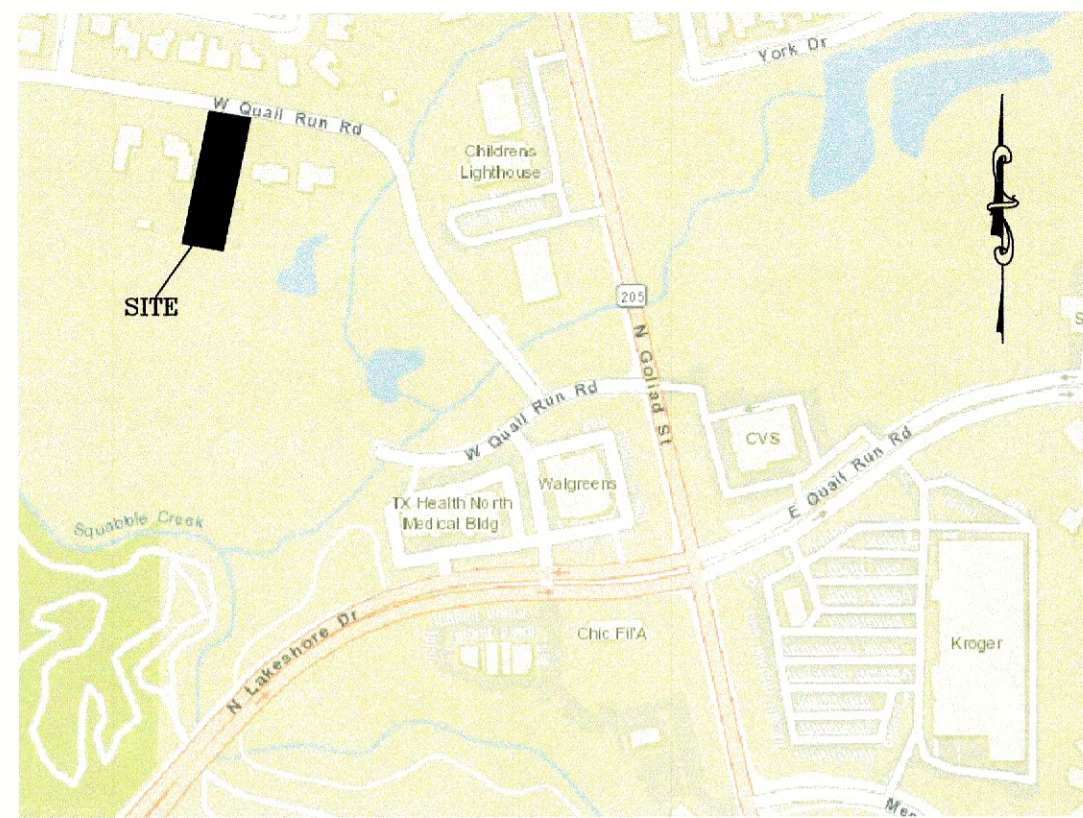 York Dr
W Quail Run Rd
Childrens
Lighthouse
SITE
205
N Goliad St
W Quail Run Rd
CVS
E Quail Run Rd
Walgreens
TX Health North
Medical Bldg
Squabble Creek
Chic Fil'A
Kroger
N Lakeshore Dr